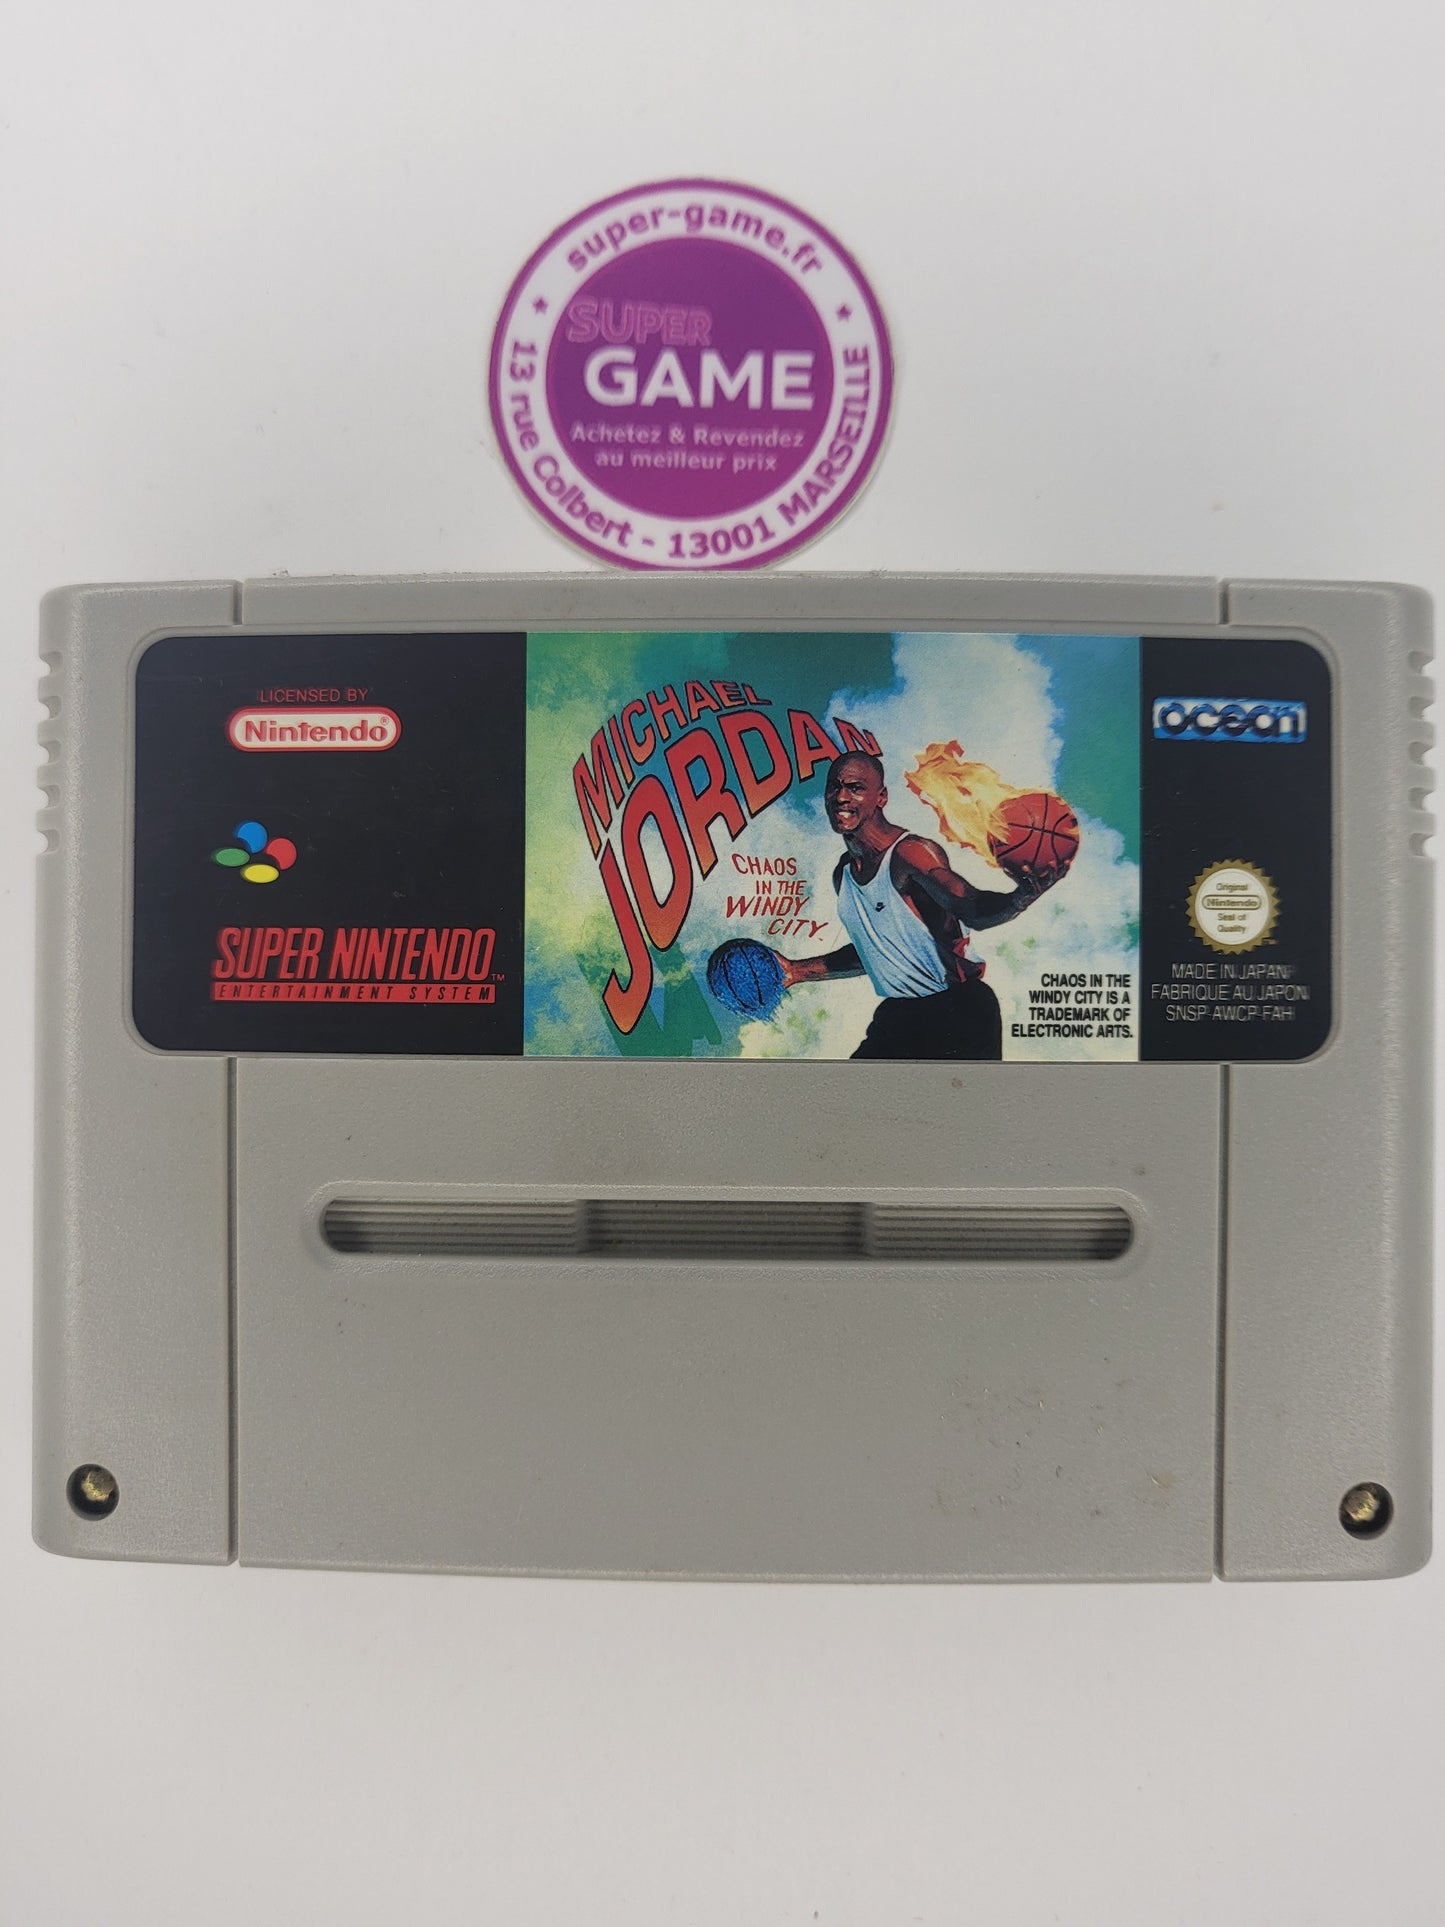 super-game.fr
SUPER
GAME
Achetez & Revendez
au meilleur prix
13 rue Colbert - 13001 MARSEILLE
LICENSED BY
Nintendo®
SUPER NINTENDO™
ENTERTAINMENT SYSTEM
MICHAEL
JORDAN
CHAOS
IN THE
WINDY
CITY™
CHAOS IN THE
WINDY CITY IS A
TRADEMARK OF
ELECTRONIC ARTS.
ocean
Original
Nintendo
Seal of
Quality
MADE IN JAPAN
FABRIQUE AU JAPON
SNSP-AWCP-FAH